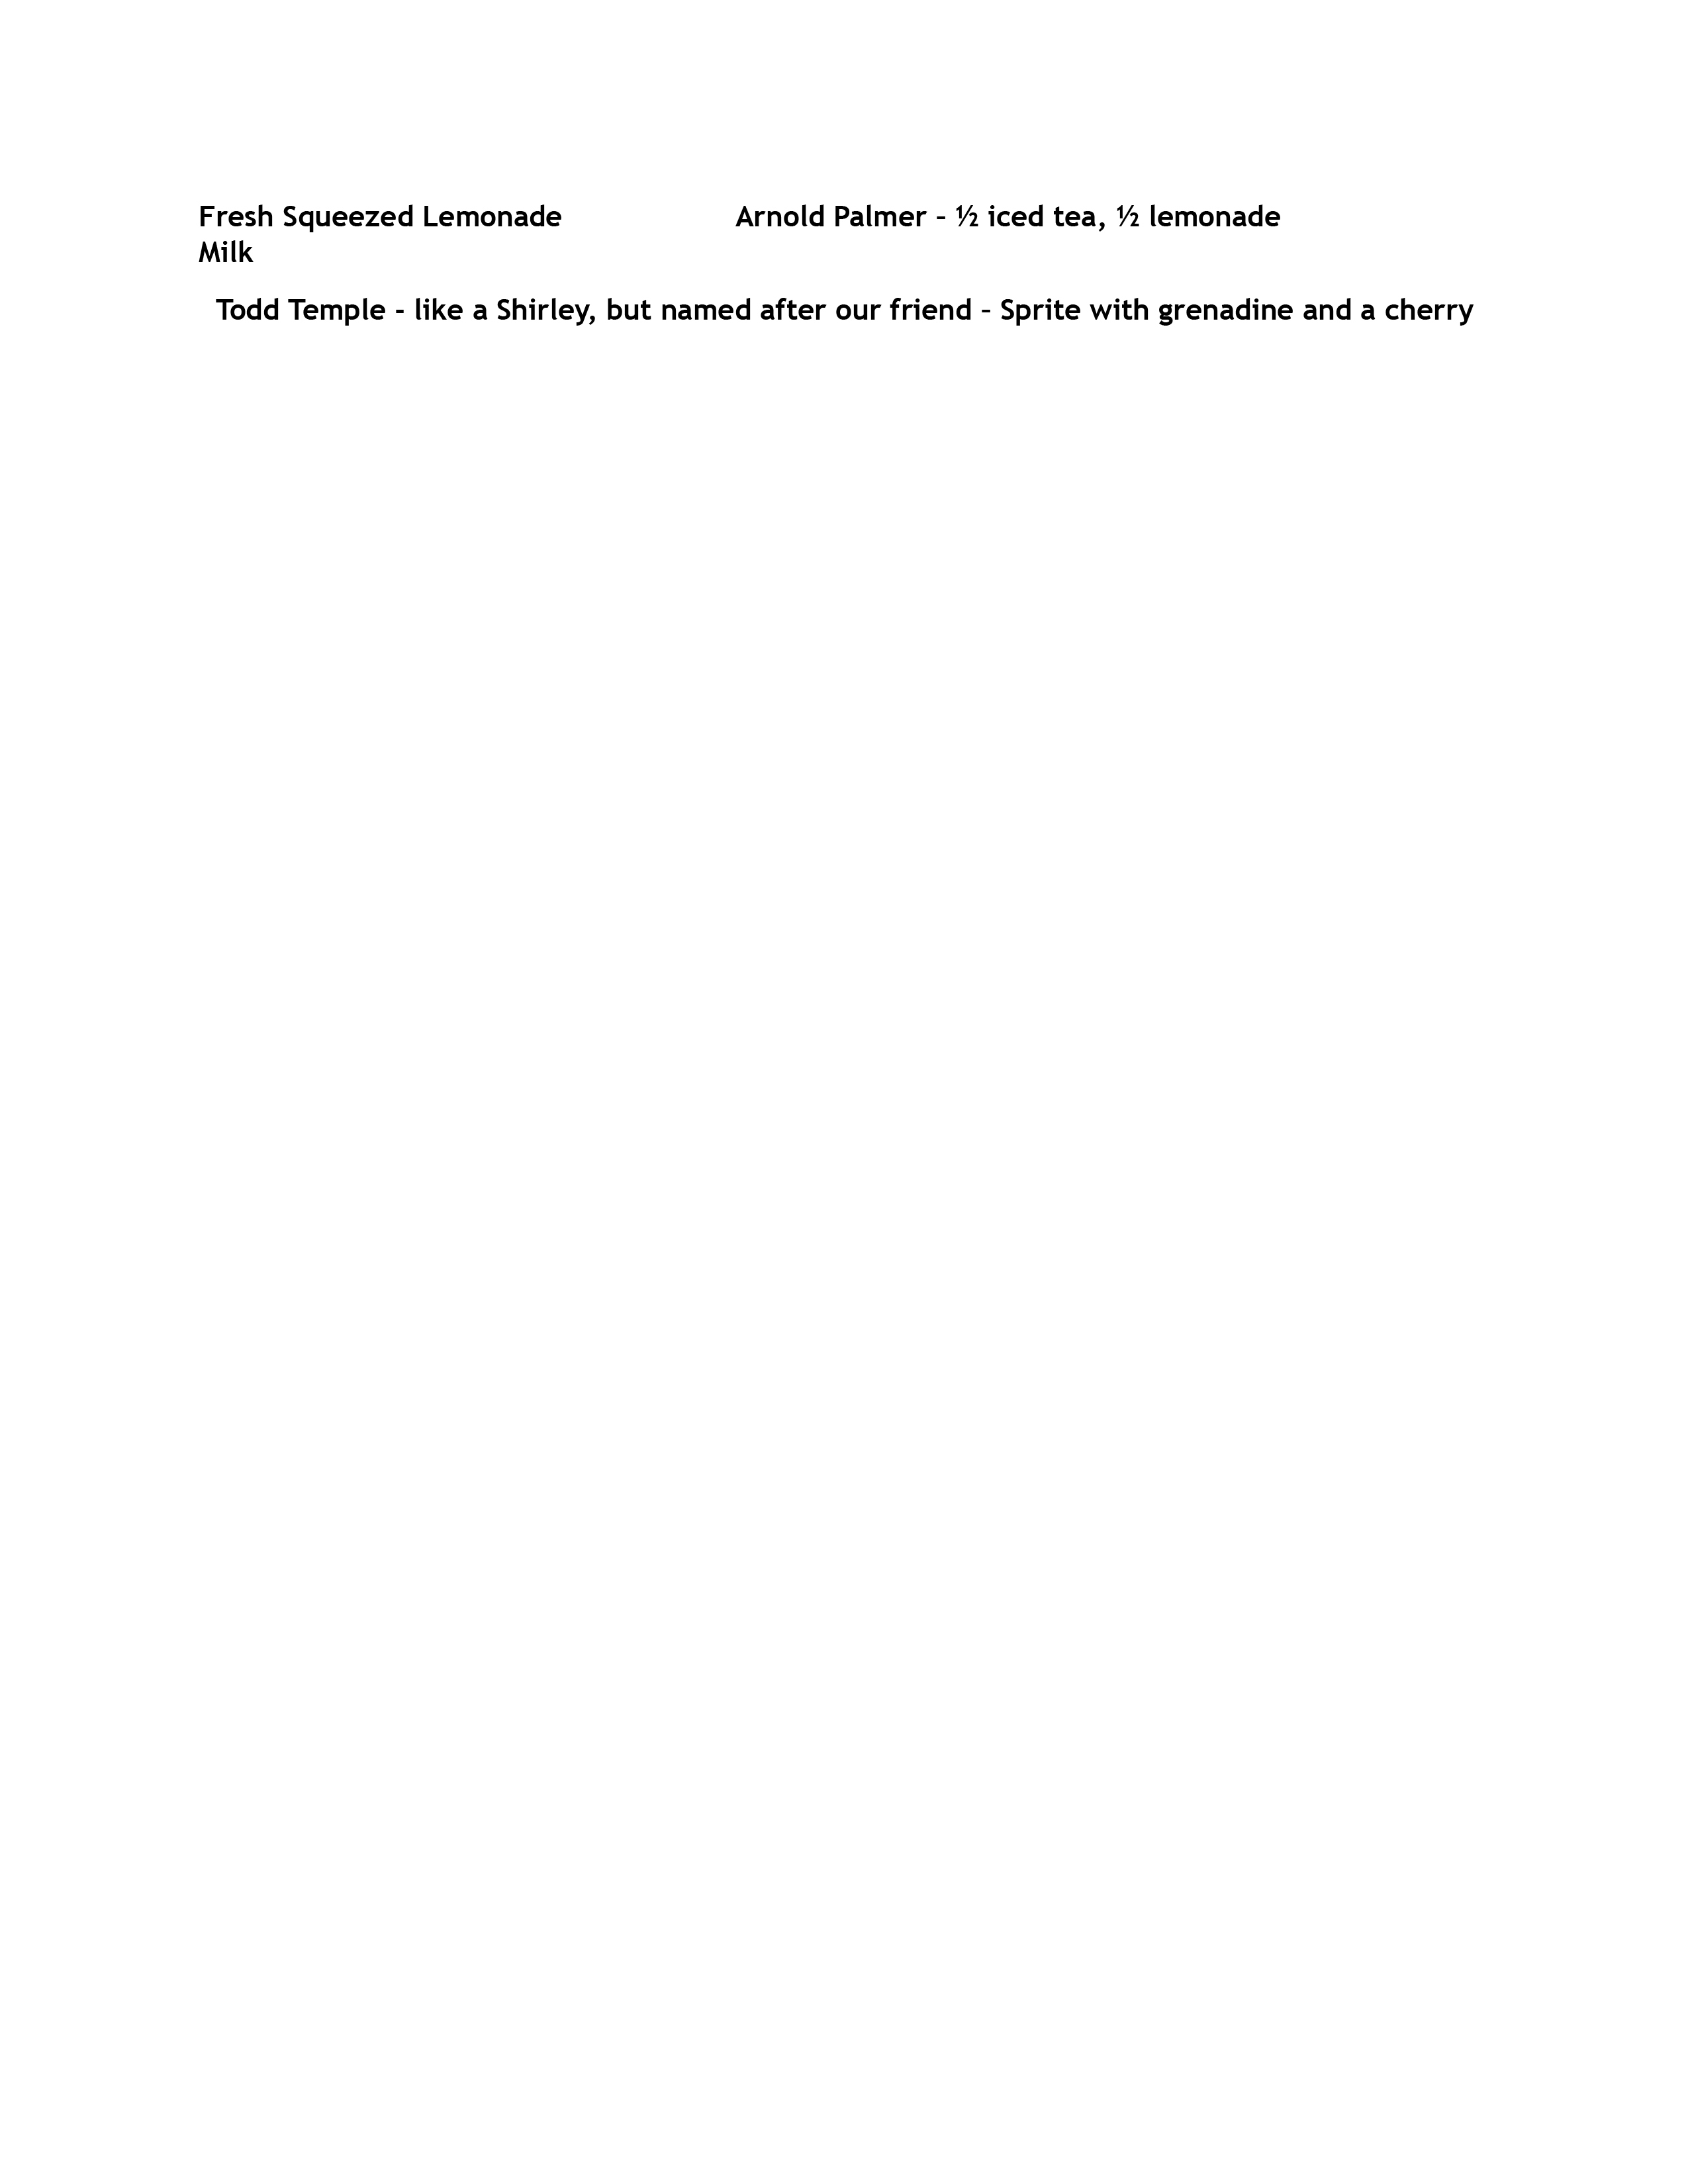 Fresh Squeezed Lemonade Arnold Palmer – ½ iced tea, ½ lemonade
Milk
Todd Temple - like a Shirley, but named after our friend – Sprite with grenadine and a cherry